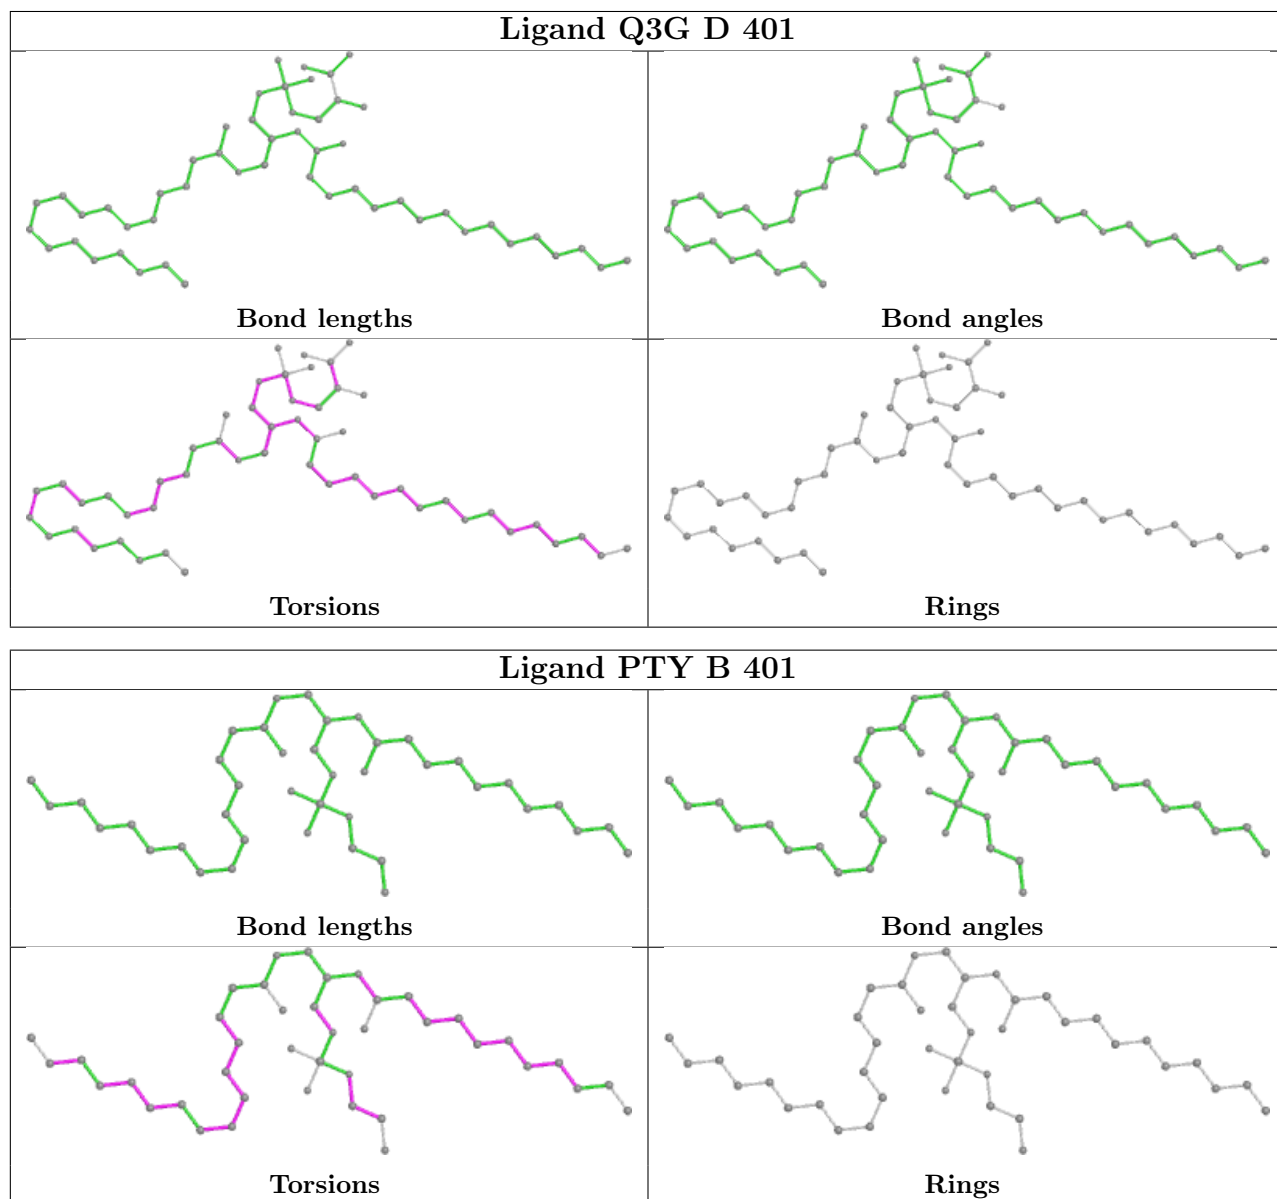 Ligand Q3G D 401
Bond lengths
Bond angles
Torsions
Rings
Ligand PTY B 401
Bond lengths
Bond angles
Torsions
Rings